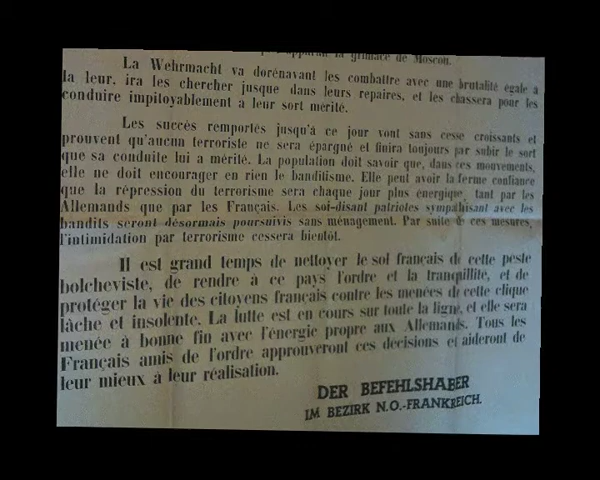 la grimace de Moscou.
La Wehrmacht va dorénavant les combattre avec une brutalité égale à
la leur, ira les chercher jusque dans leurs repaires, et les chassera pour les
conduire impitoyablement à leur sort mérité.
Les succès remportés jusqu'à ce jour vont sans cesse croissants et
prouvent qu'aucun terroriste ne sera épargné et finira toujours par subir le sort
que sa conduite lui a mérité. La population doit savoir que, dans ces mouvements,
elle ne doit encourager en rien le banditisme. Elle peut avoir la ferme confiance
que la répression du terrorisme sera chaque jour plus énergique, tant par les
Allemands que par les Français. Les soi-disant patriotes sympathisant avec les
bandits seront désormais poursuivis sans ménagement. Par suite de ces mesures,
l'intimidation par terrorisme cessera bientôt.
Il est grand temps de nettoyer le sol français de cette peste
bolcheviste, de rendre à ce pays l'ordre et la tranquillité, et de
protéger la vie des citoyens français contre les menées de cette clique
lâche et insolente. La lutte est en cours sur toute la ligne, et elle sera
menée à bonne fin avec l'énergie propre aux Allemands. Tous les
Français amis de l'ordre approuveront ces décisions et aideront de
leur mieux à leur réalisation.
DER BEFEHLSHABER
IM BEZIRK N.O.-FRANKREICH.